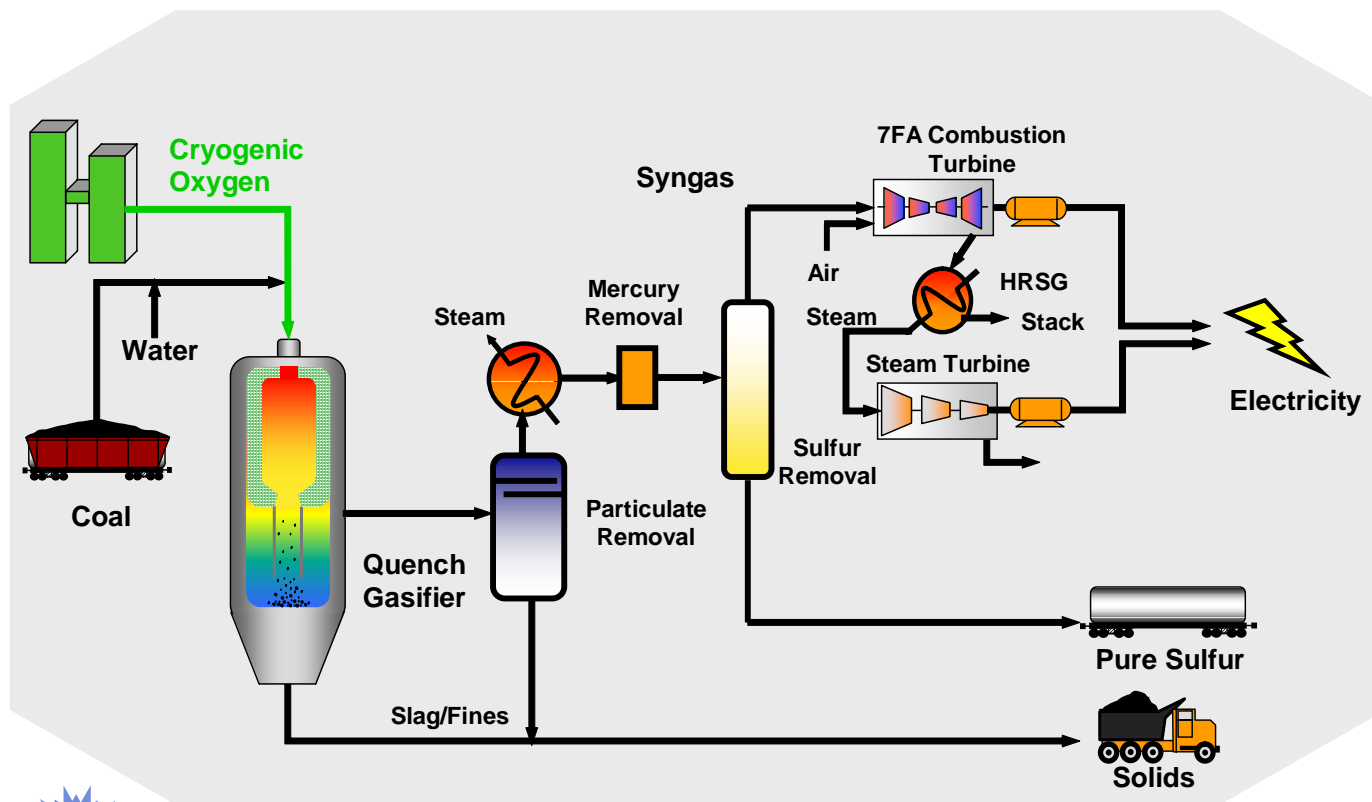 7FA Combustion
Turbine
Cryogenic
Oxygen
Syngas
Air
HRSG
Mercury
Removal
Steam
Steam
Stack
Water
Steam Turbine
Electricity
Sulfur
Removal
Coal
Particulate
Removal
Quench
Gasifier
Pure Sulfur
Slag/Fines
Solids